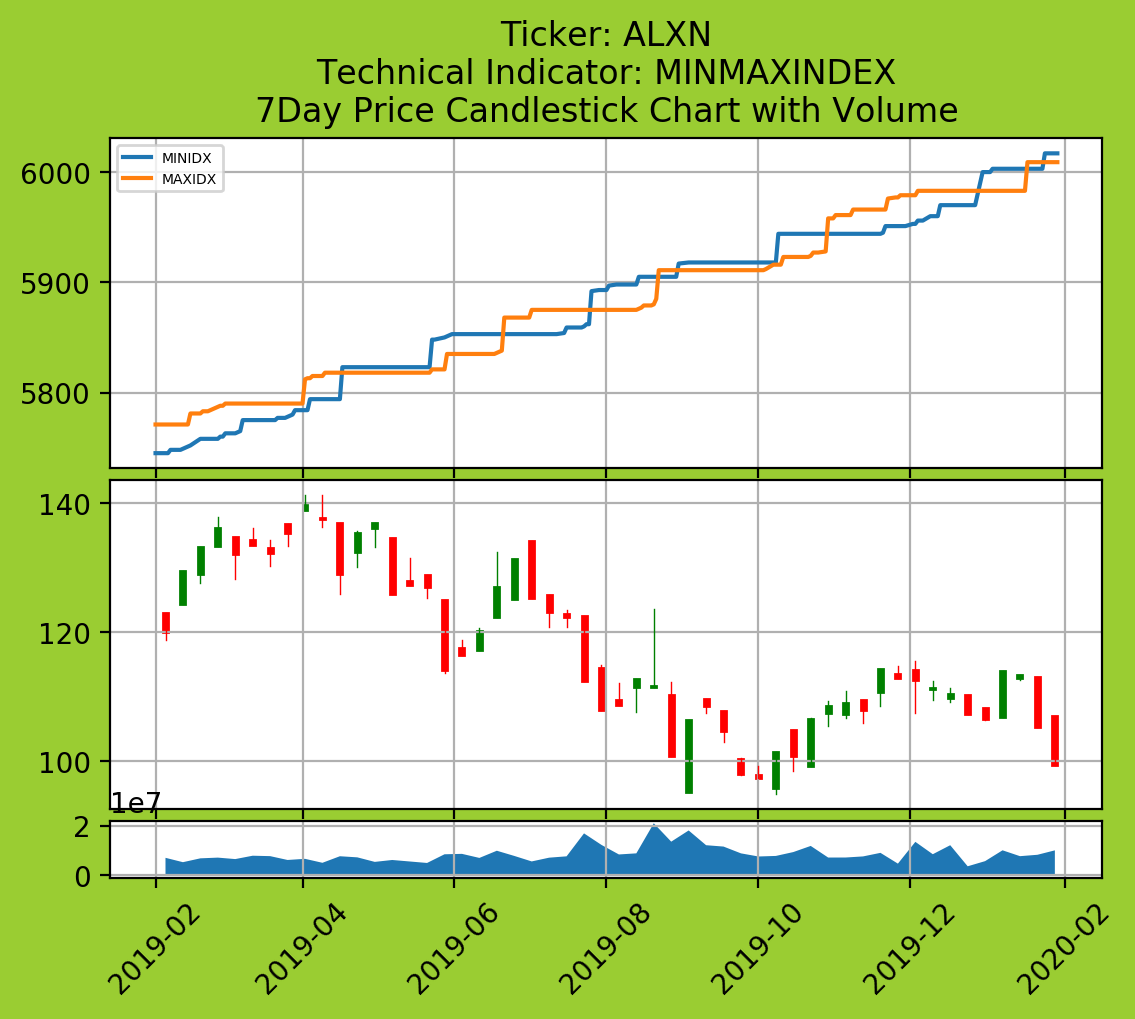 Ticker: ALXN
Technical Indicator: MINMAXINDEX
7Day Price Candlestick Chart with Volume
MINIDX
MAXIDX
6000
5900
5800
140
120
100
1e7
2
0
2019-02
2019-04
2019-06
2019-08
2019-10
2019-12
2020-02